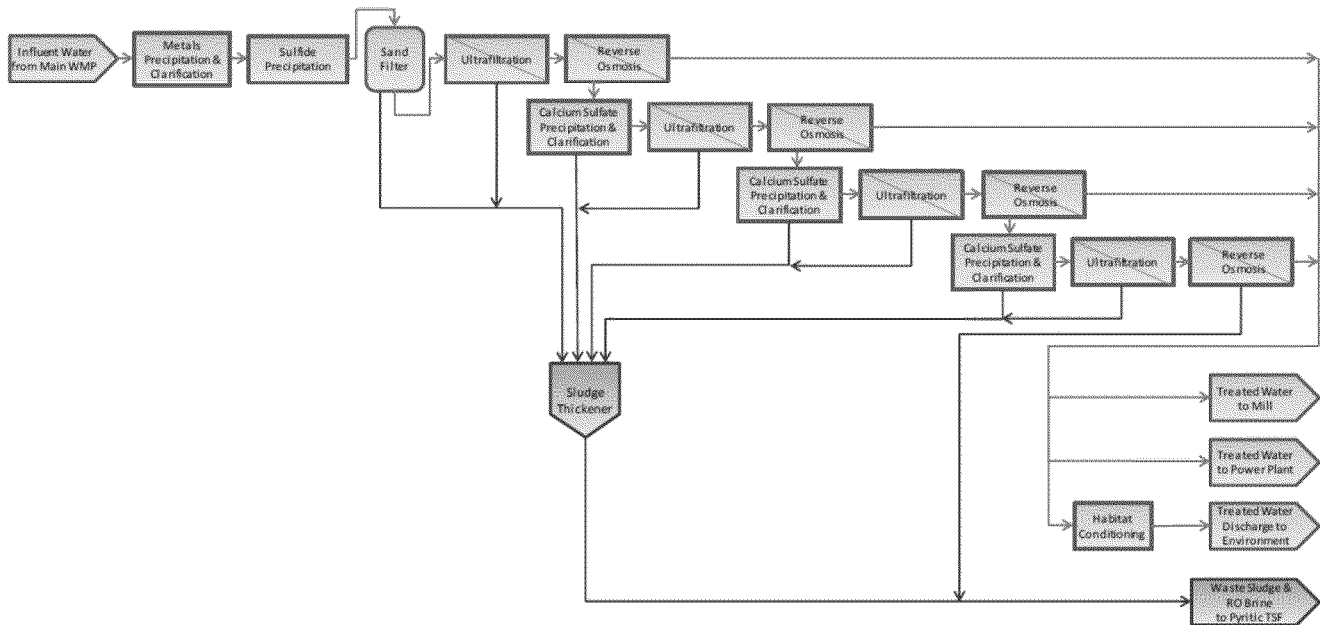 Influent Water
from Main WMP
Metals
Precipitation &
Clarification
Sulfide
Precipitation
Sand
Filter
Ultrafiltration
Reverse
Osmosis
Calcium Sulfate
Precipitation &
Clarification
Ultrafiltration
Reverse
Osmosis
Calcium Sulfate
Precipitation &
Clarification
Ultrafiltration
Reverse
Osmosis
Calcium Sulfate
Precipitation &
Clarification
Ultrafiltration
Reverse
Osmosis
Sludge
Thickener
Treated Water
to Mill
Treated Water
to Power Plant
Habitat
Conditioning
Treated Water
Discharge to
Environment
Waste Sludge &
RO Brine
to Pyritic TSF